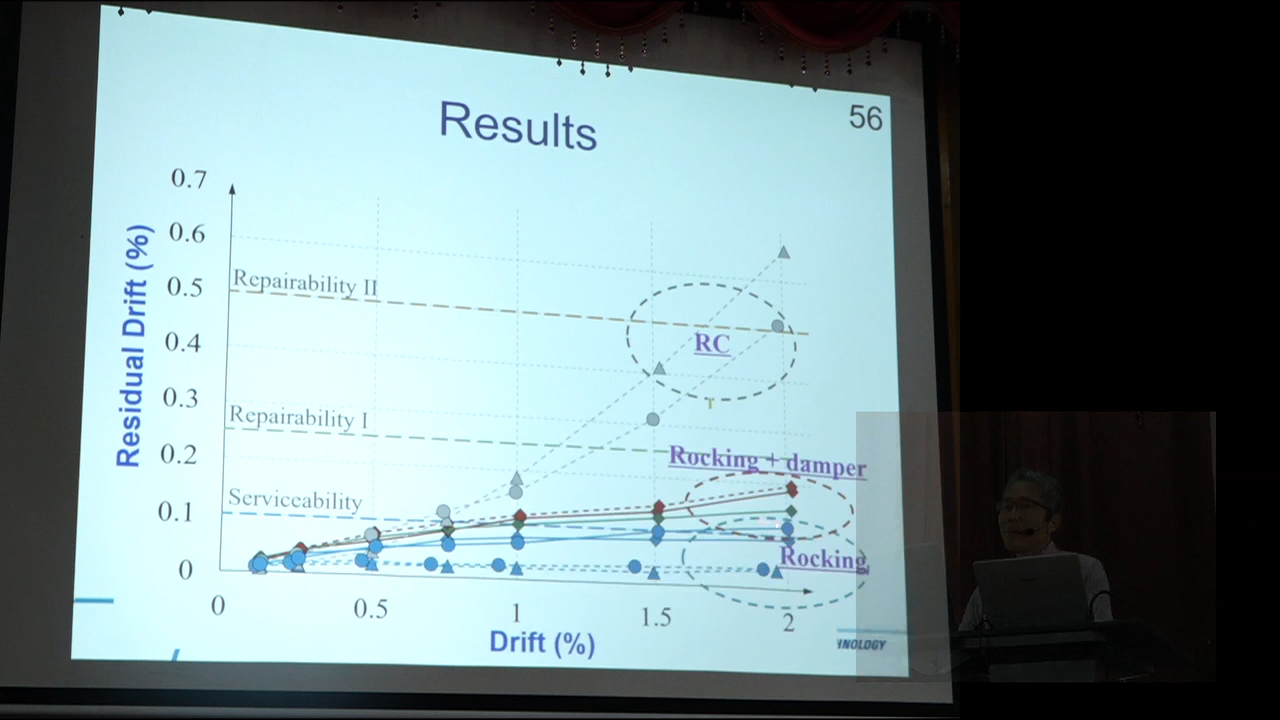 Results
56
0.7
0.6
0.5
0.4
0.3
0.2
0.1
0
Residual Drift (%)
Repairability II
Repairability I
Serviceability
RC
Rocking + damper
Rocking
0
0.5
1
1.5
2
Drift (%)